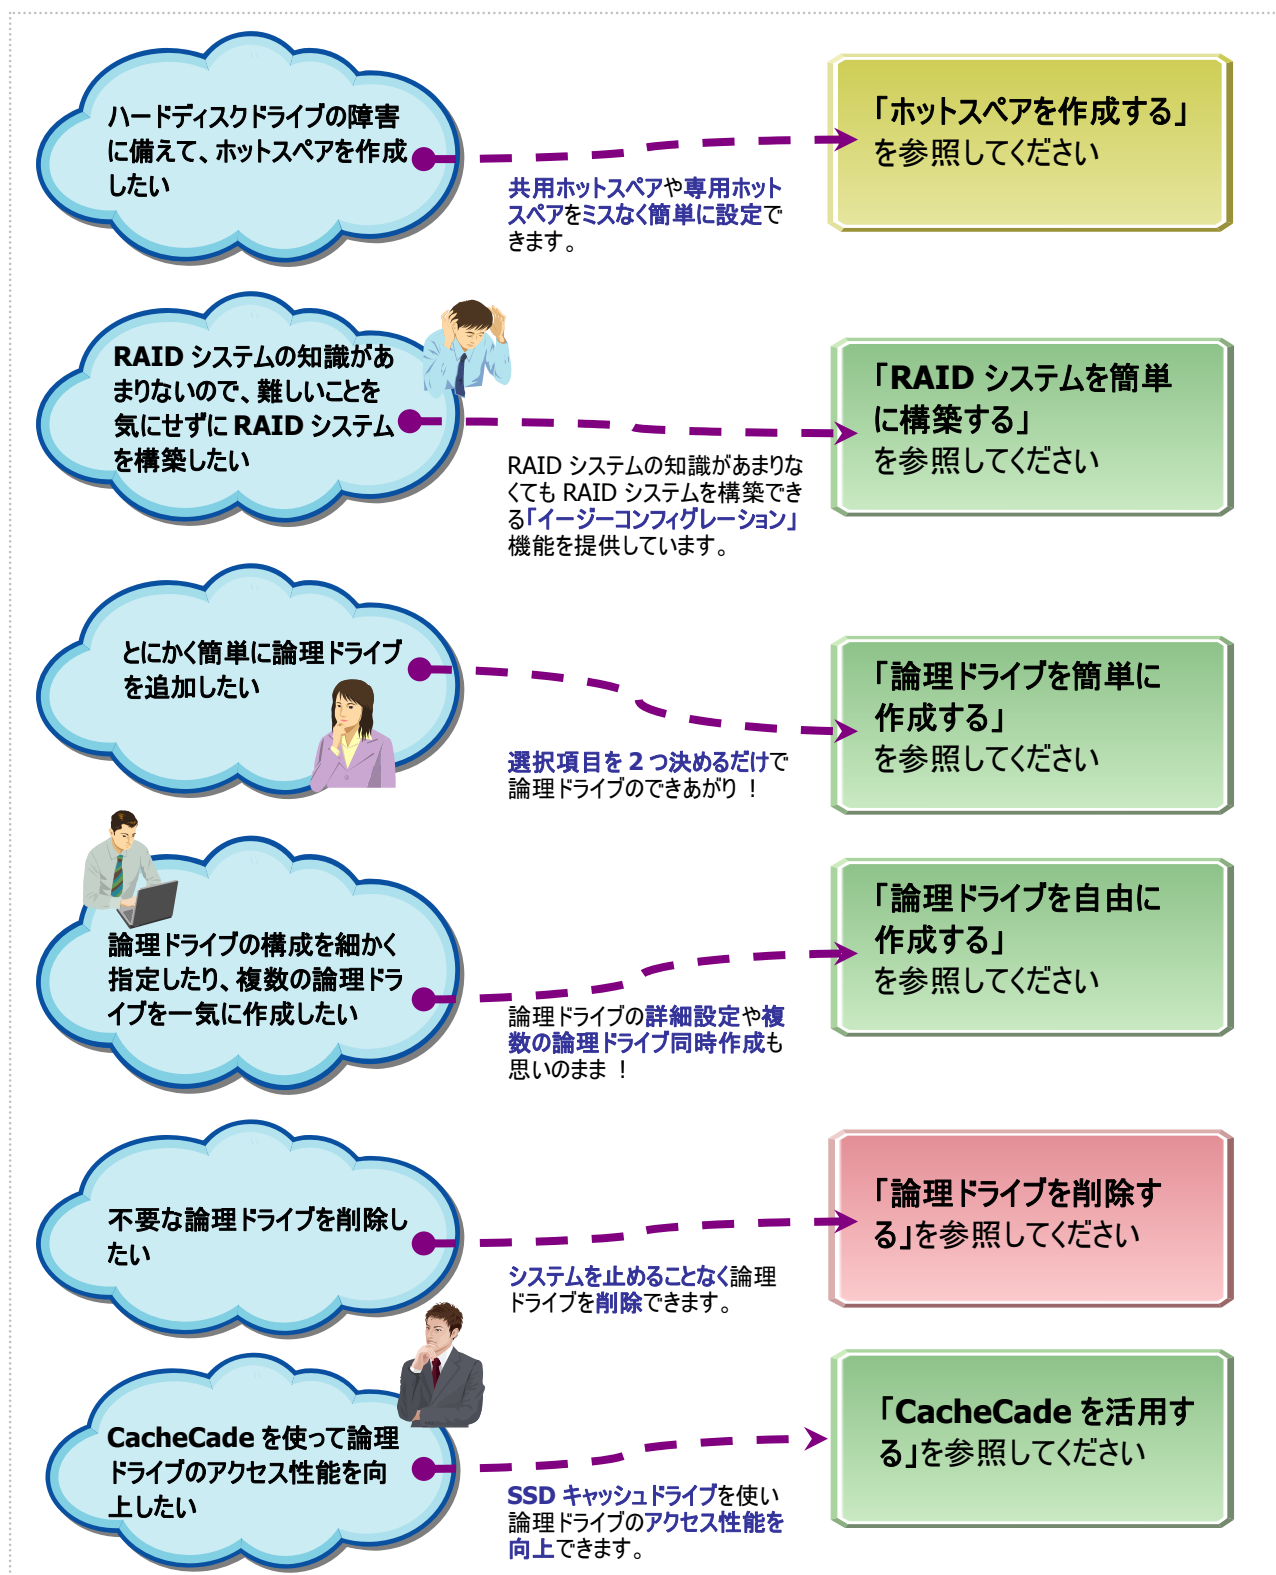 ハードディスクドライブの障害
に備えて、ホットスペアを作成
したい
「ホットスペアを作成する」
を参照してください
共用ホットスペアや専用ホット
スペアをミスなく簡単に設定で
きます。
RAID システムの知識があ
まりないので、難しいことを
気にせずに RAID システム
を構築したい
「RAID システムを簡単
に構築する」
を参照してください
RAID システムの知識があまりな
くても RAID システムを構築でき
る「イージーコンフィグレーション」
機能を提供しています。
とにかく簡単に論理ドライブ
を追加したい
「論理ドライブを簡単に
作成する」
を参照してください
選択項目を 2 つ決めるだけで
論理ドライブのできあがり！
論理ドライブの構成を細かく
指定したり、複数の論理ドラ
イブを一気に作成したい
「論理ドライブを自由に
作成する」
を参照してください
論理ドライブの詳細設定や複
数の論理ドライブ同時作成も
思いのまま！
不要な論理ドライブを削除し
たい
「論理ドライブを削除す
る」を参照してください
システムを止めることなく論理
ドライブを削除できます。
CacheCade を使って論理
ドライブのアクセス性能を向
上したい
「CacheCade を活用す
る」を参照してください
SSD キャッシュドライブを使い
論理ドライブのアクセス性能を
向上できます。